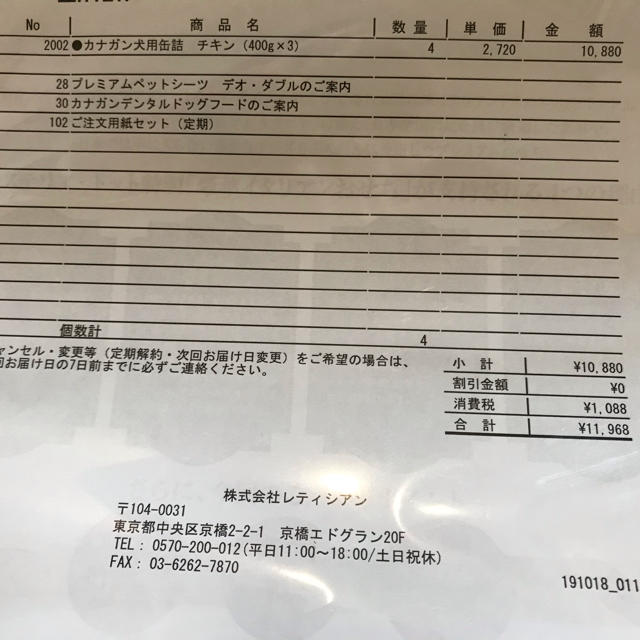 No 商品名 数量 単価 金額
2002 ●カナガン犬用缶詰 チキン（400g×3） 4 2,720 10,880
28 プレミアムペットシーツ デオ・ダブルのご案内
30 カナガンデンタルドッグフードのご案内
102 ご注文用紙セット（定期）
個数計 4
ャンセル・変更等（定期解約・次回お届け日変更）をご希望の場合は、
回お届け日の7日前までに必ずご連絡ください。
小計 ¥10,880
割引金額 ¥0
消費税 ¥1,088
合計 ¥11,968
株式会社レティシアン
〒104-0031
東京都中央区京橋2-2-1 京橋エドグラン20F
TEL： 0570-200-012(平日11:00～18:00/土日祝休)
FAX： 03-6262-7870
191018_011